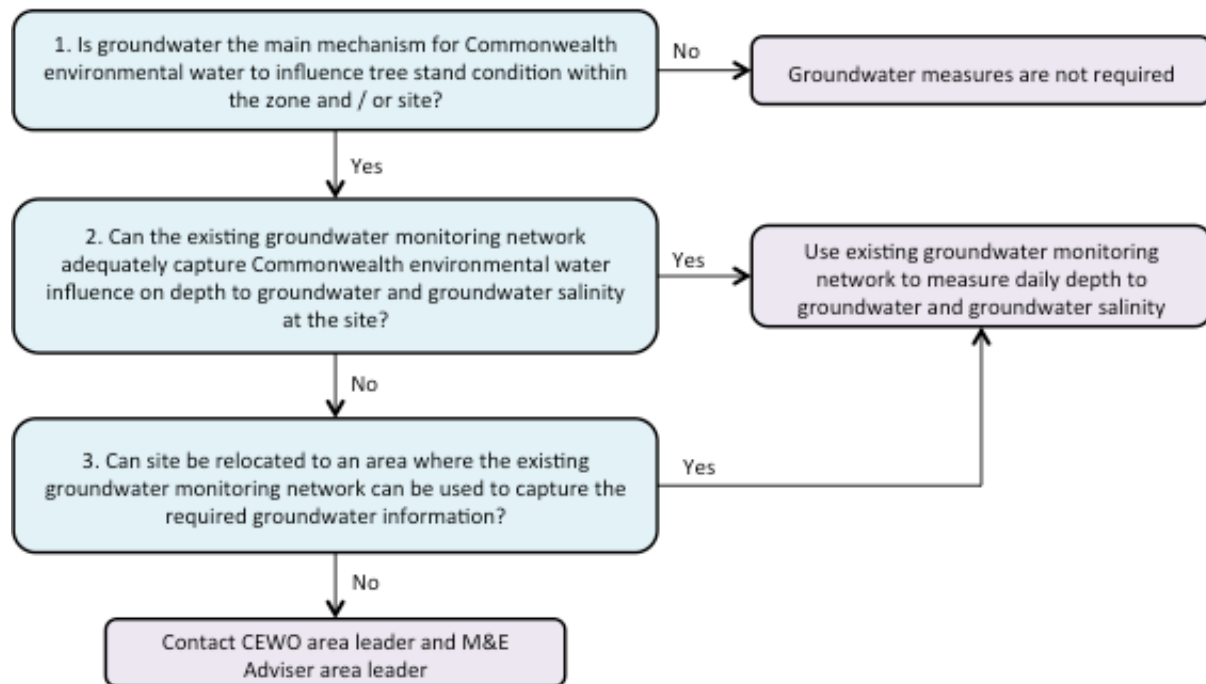 1. Is groundwater the main mechanism for Commonwealth
environmental water to influence tree stand condition within
the zone and / or site?
No
Groundwater measures are not required
Yes
2. Can the existing groundwater monitoring network
adequately capture Commonwealth environmental water
influence on depth to groundwater and groundwater salinity
at the site?
Yes
Use existing groundwater monitoring
network to measure daily depth to
groundwater and groundwater salinity
No
3. Can site be relocated to an area where the existing
groundwater monitoring network can be used to capture the
required groundwater information?
Yes
No
Contact CEWO area leader and M&E
Adviser area leader